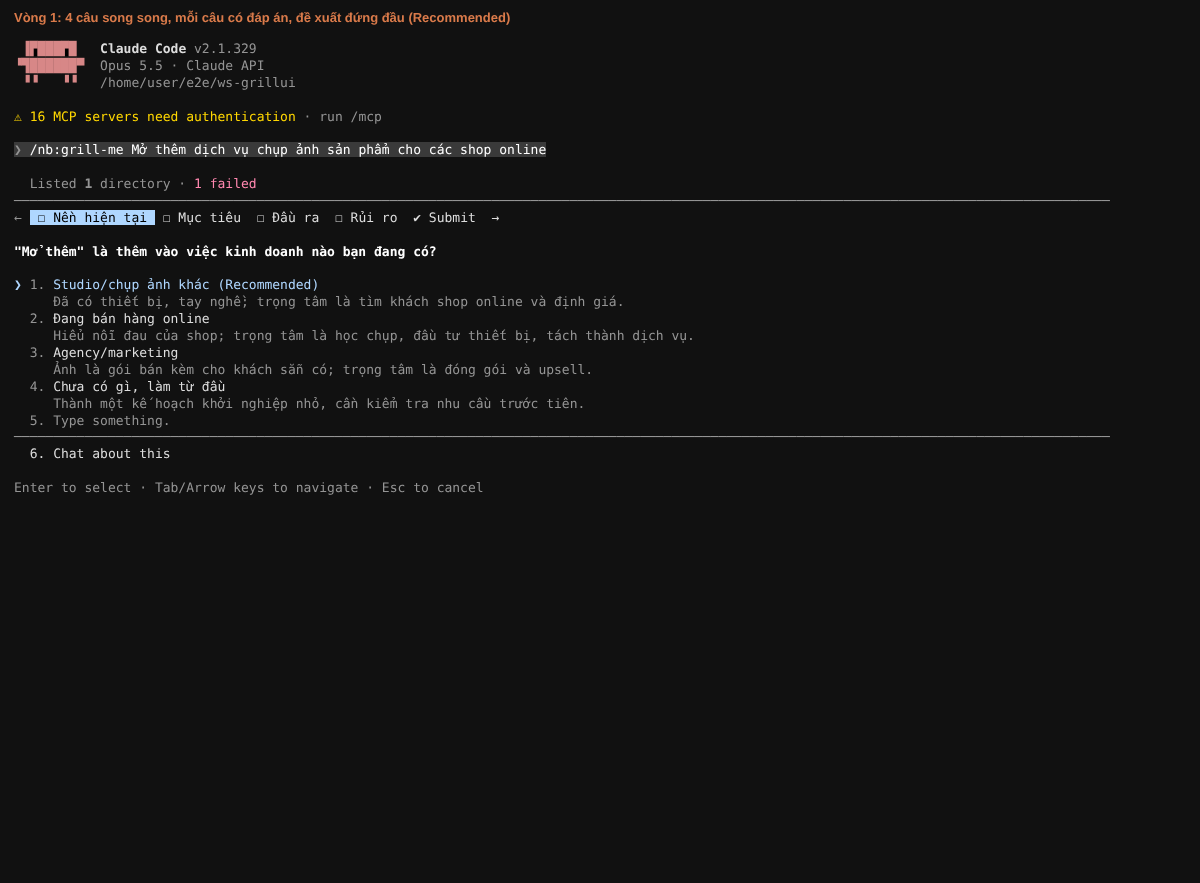 Vòng 1: 4 câu song song, mỗi câu có đáp án, đề xuất đứng đầu (Recommended)
Claude Code v2.1.329
Opus 5.5 · Claude API
/home/user/e2e/ws-grillui
⚠ 16 MCP servers need authentication · run /mcp
❯ /nb:grill-me Mở thêm dịch vụ chụp ảnh sản phẩm cho các shop online
Listed 1 directory · 1 failed
← ☐ Nền hiện tại ☐ Mục tiêu ☐ Đầu ra ☐ Rủi ro ✔ Submit →
"Mở thêm" là thêm vào việc kinh doanh nào bạn đang có?
❯ 1. Studio/chụp ảnh khác (Recommended)
Đã có thiết bị, tay nghề; trọng tâm là tìm khách shop online và định giá.
2. Đang bán hàng online
Hiểu nỗi đau của shop; trọng tâm là học chụp, đầu tư thiết bị, tách thành dịch vụ.
3. Agency/marketing
Ảnh là gói bán kèm cho khách sẵn có; trọng tâm là đóng gói và upsell.
4. Chưa có gì, làm từ đầu
Thành một kế hoạch khởi nghiệp nhỏ, cần kiểm tra nhu cầu trước tiên.
5. Type something.
6. Chat about this
Enter to select · Tab/Arrow keys to navigate · Esc to cancel